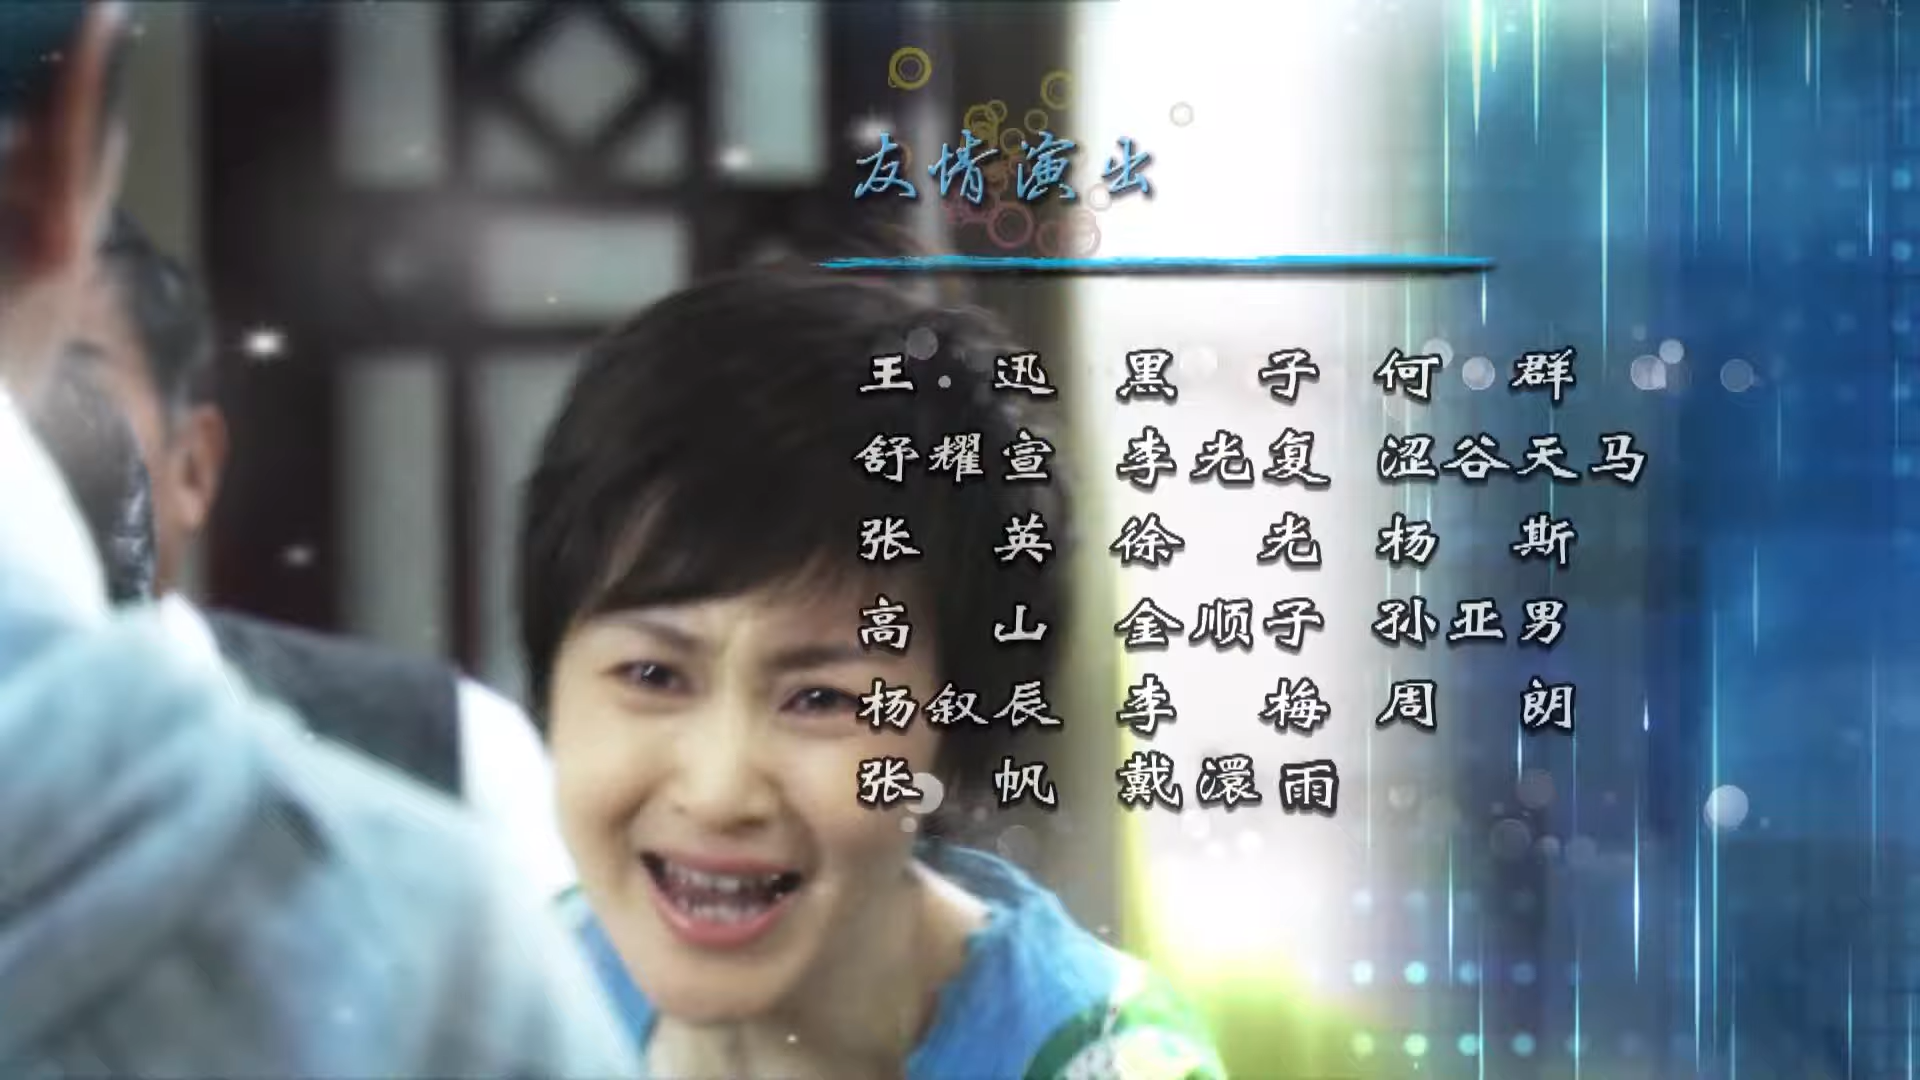 友情演出
王迅 黑子 何群
舒耀宣 李光复 涩谷天马
张英 徐光 杨斯
高山 金顺子 孙亚男
杨叙辰 李梅 周朗
张帆 戴澴雨